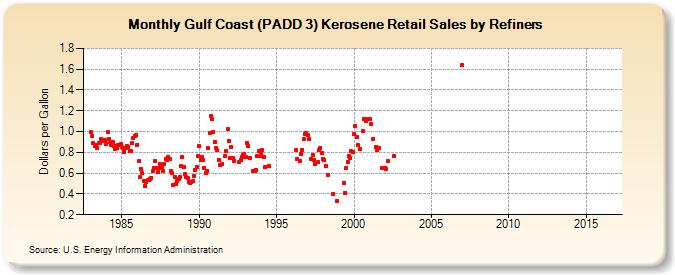 Monthly Gulf Coast (PADD 3) Kerosene Retail Sales by Refiners
Dollars per Gallon
1.8
1.6
1.4
1.2
1.0
0.8
0.6
0.4
0.2
1985 1990 1995 2000 2005 2010 2015
Source: U.S. Energy Information Administration